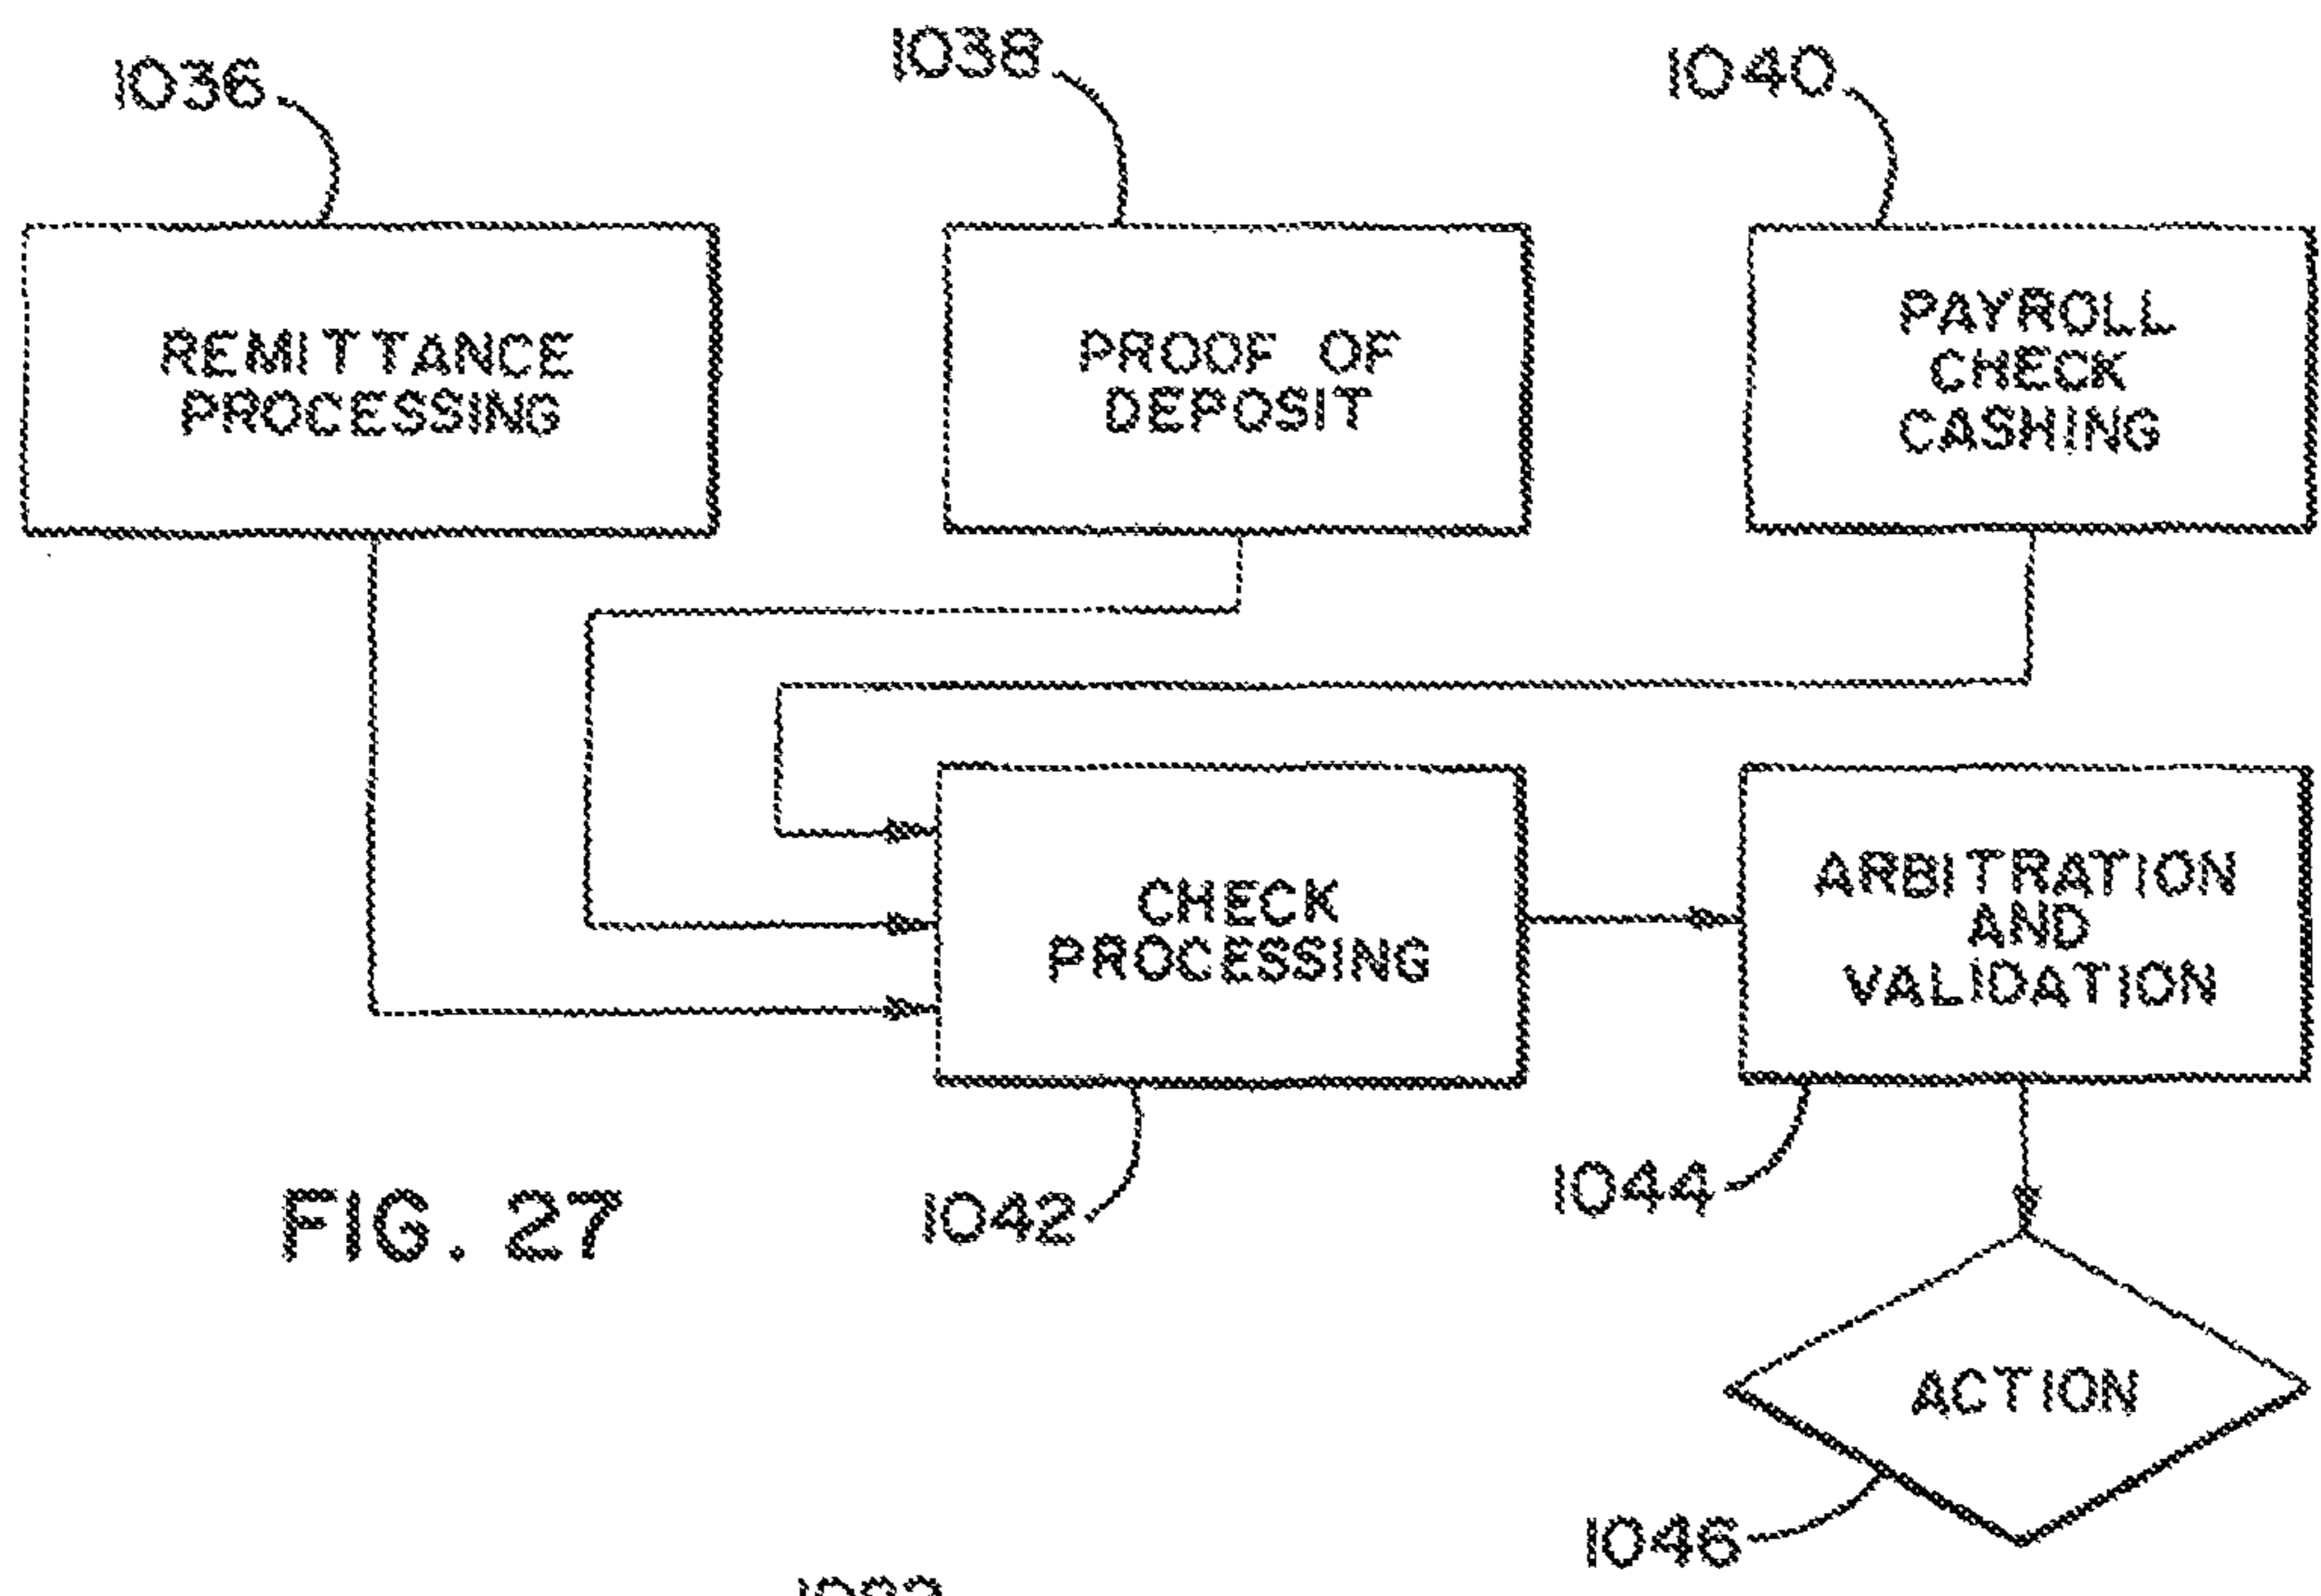 1036
1038
1040
REMITTANCE
PROCESSING
PROOF OF
DEPOSIT
PAYROLL
CHECK
CASHING
CHECK
PROCESSING
ARBITRATION
AND
VALIDATION
1042
1044
FIG. 27
ACTION
1046